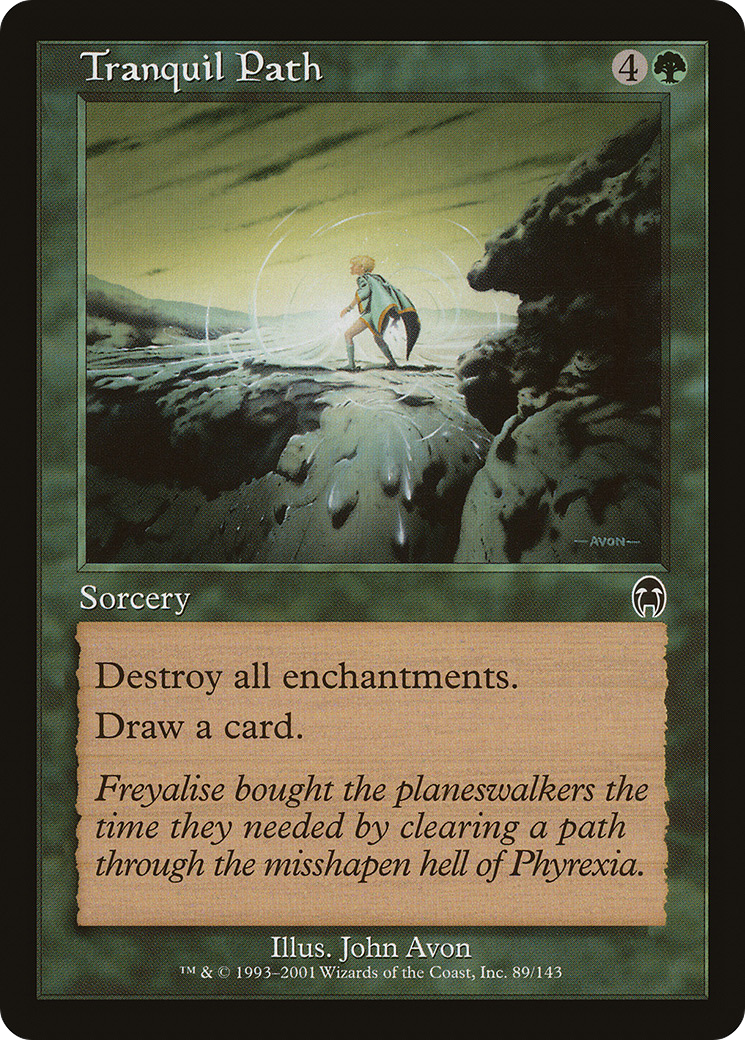 Tranquil Path 4
—AVON—
Sorcery
Destroy all enchantments.
Draw a card.
Freyalise bought the planeswalkers the
time they needed by clearing a path
through the misshapen hell of Phyrexia.
Illus. John Avon
™ & © 1993–2001 Wizards of the Coast, Inc. 89/143